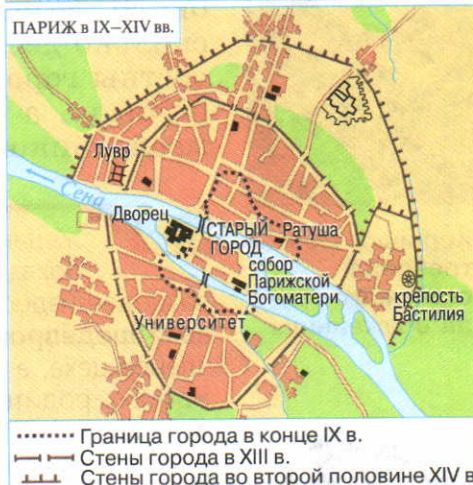 ПАРИЖ в IX–XIV вв.
Лувр
Сена
Дворец
СТАРЫЙ
ГОРОД
Ратуша
собор
Парижской
Богоматери
крепость
Бастилия
Университет
Граница города в конце IX в.
Стены города в XIII в.
Стены города во второй половине XIV в